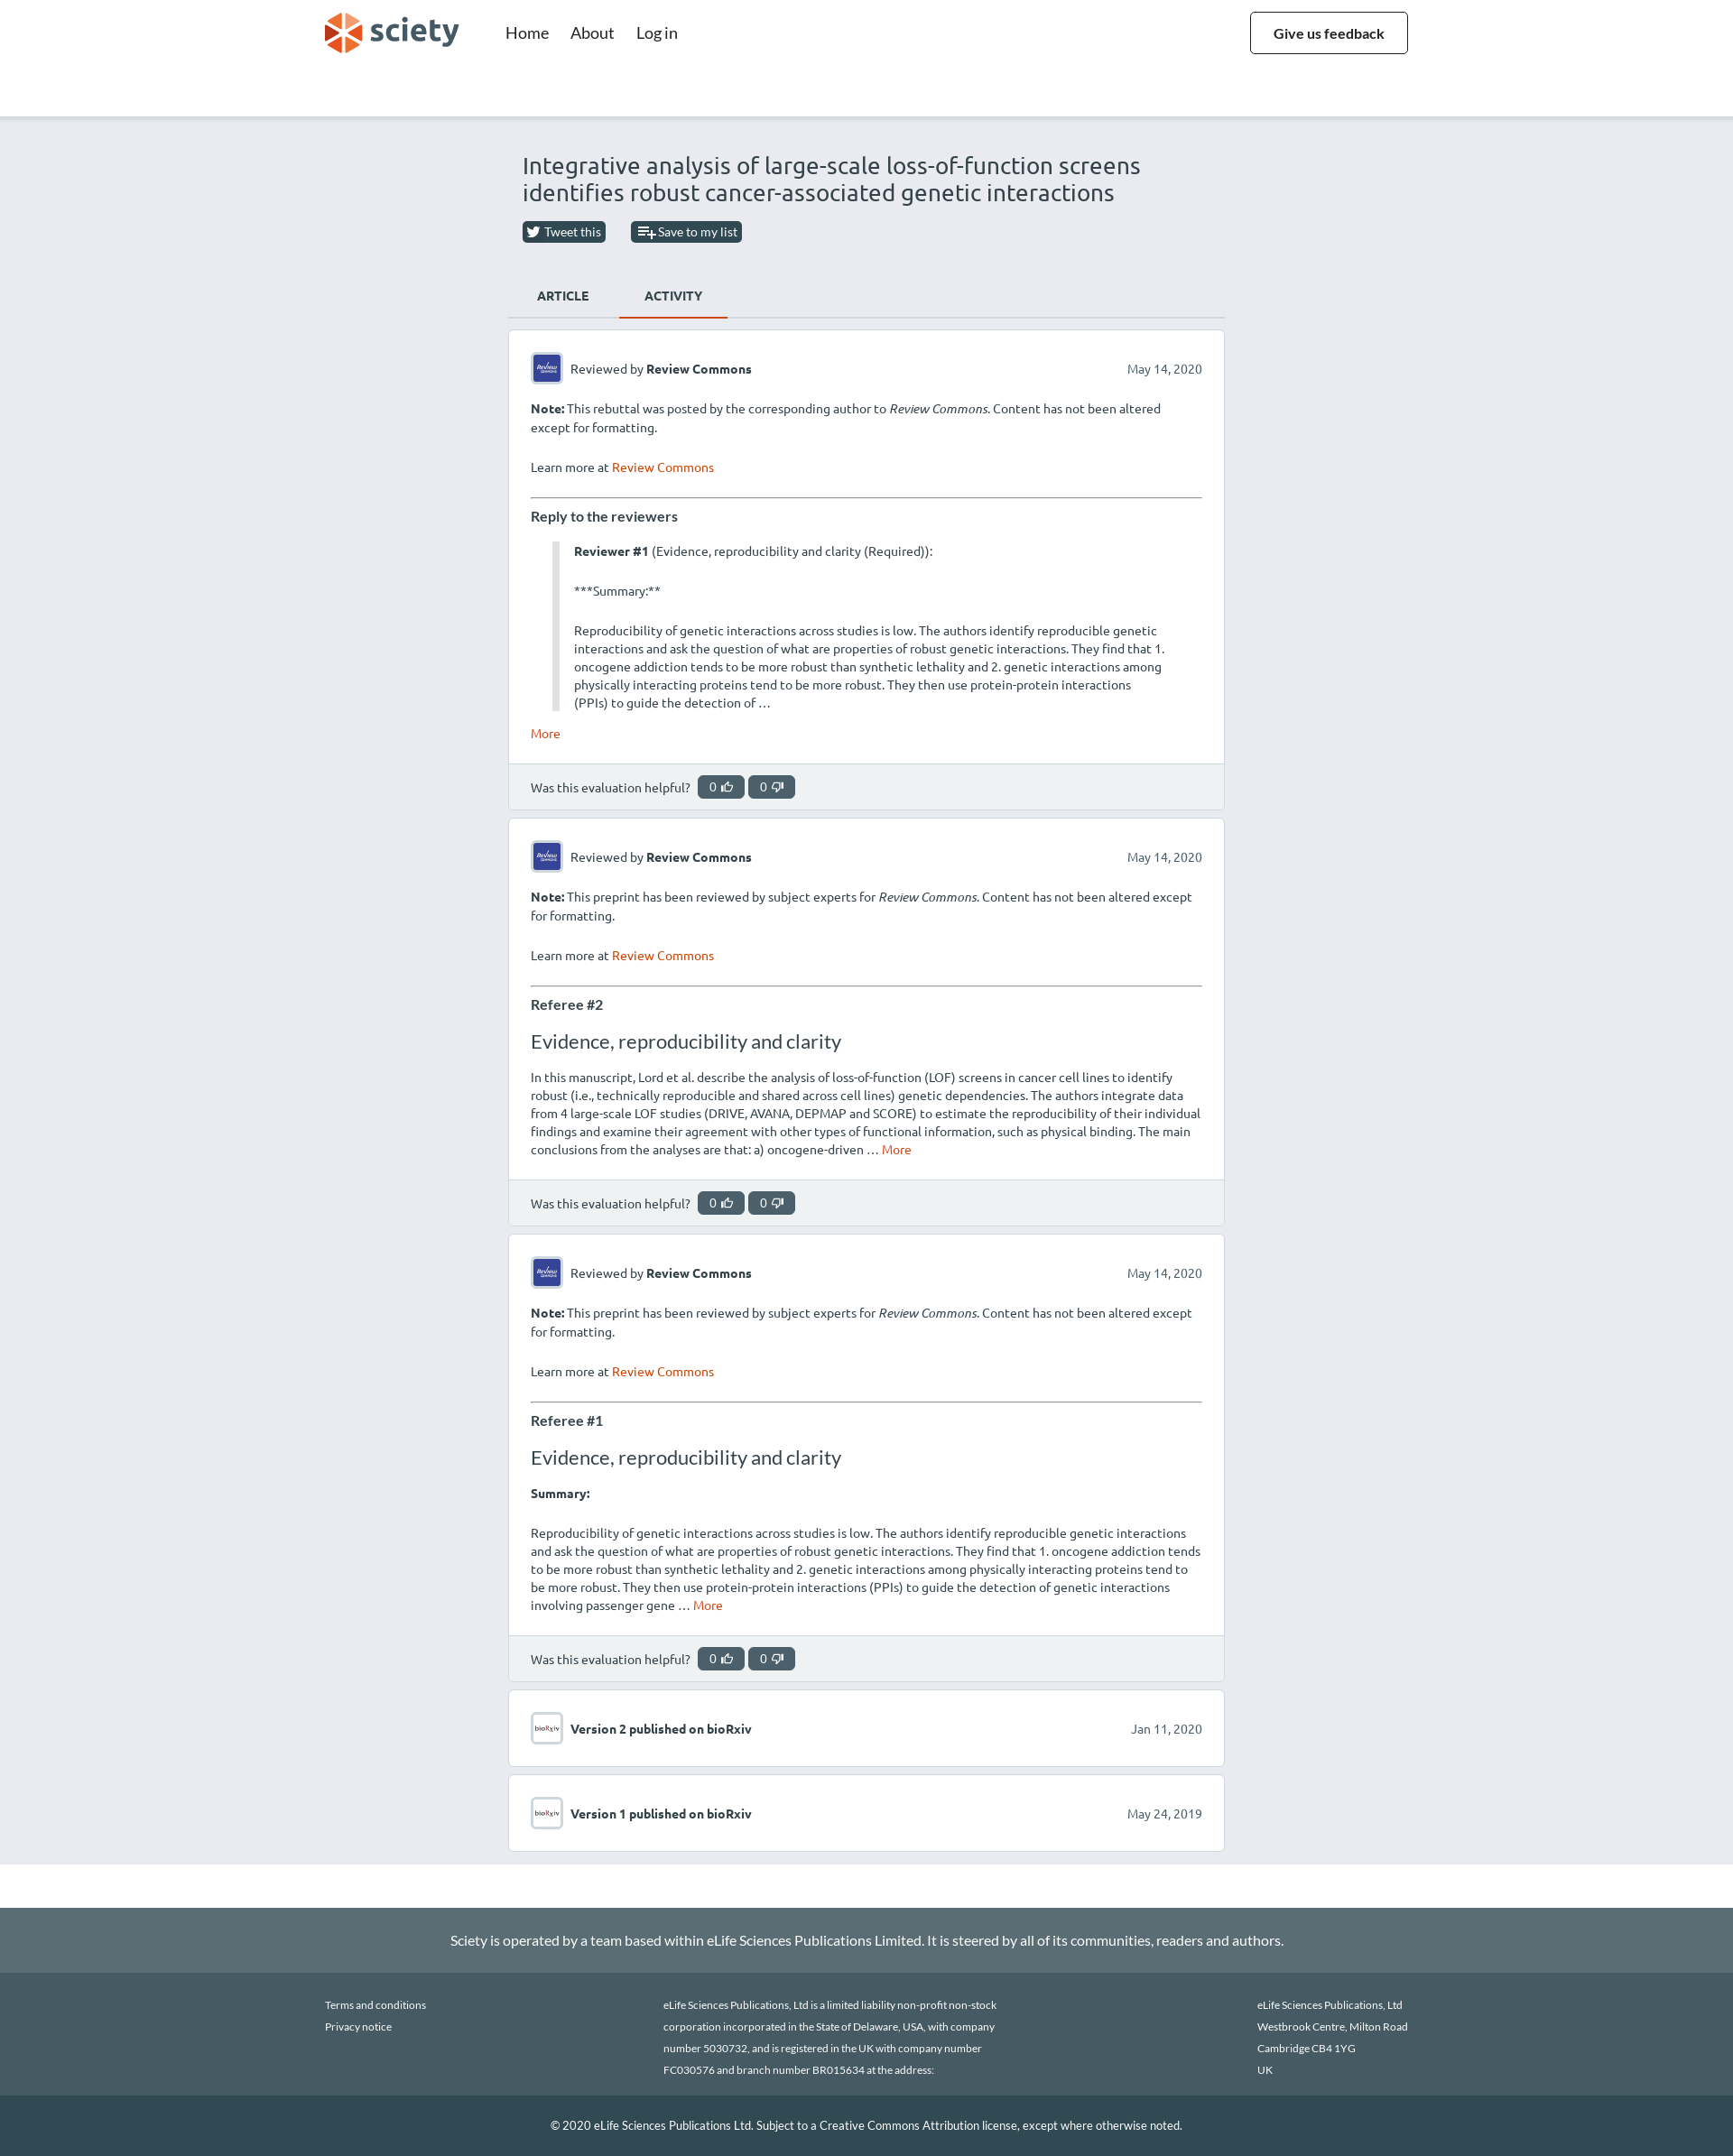 sciety
Home About Log in
Give us feedback
Integrative analysis of large-scale loss-of-function screens
identifies robust cancer-associated genetic interactions
Tweet this Save to my list
ARTICLE ACTIVITY
Review Commons Reviewed by Review Commons May 14, 2020
Note: This rebuttal was posted by the corresponding author to Review Commons. Content has not been altered
except for formatting.
Learn more at Review Commons
Reply to the reviewers
Reviewer #1 (Evidence, reproducibility and clarity (Required)):
***Summary:**
Reproducibility of genetic interactions across studies is low. The authors identify reproducible genetic
interactions and ask the question of what are properties of robust genetic interactions. They find that 1.
oncogene addiction tends to be more robust than synthetic lethality and 2. genetic interactions among
physically interacting proteins tend to be more robust. They then use protein-protein interactions
(PPIs) to guide the detection of …
More
Was this evaluation helpful? 0 0
Review Commons Reviewed by Review Commons May 14, 2020
Note: This preprint has been reviewed by subject experts for Review Commons. Content has not been altered except
for formatting.
Learn more at Review Commons
Referee #2
Evidence, reproducibility and clarity
In this manuscript, Lord et al. describe the analysis of loss-of-function (LOF) screens in cancer cell lines to identify
robust (i.e., technically reproducible and shared across cell lines) genetic dependencies. The authors integrate data
from 4 large-scale LOF studies (DRIVE, AVANA, DEPMAP and SCORE) to estimate the reproducibility of their individual
findings and examine their agreement with other types of functional information, such as physical binding. The main
conclusions from the analyses are that: a) oncogene-driven … More
Was this evaluation helpful? 0 0
Review Commons Reviewed by Review Commons May 14, 2020
Note: This preprint has been reviewed by subject experts for Review Commons. Content has not been altered except
for formatting.
Learn more at Review Commons
Referee #1
Evidence, reproducibility and clarity
Summary:
Reproducibility of genetic interactions across studies is low. The authors identify reproducible genetic interactions
and ask the question of what are properties of robust genetic interactions. They find that 1. oncogene addiction tends
to be more robust than synthetic lethality and 2. genetic interactions among physically interacting proteins tend to
be more robust. They then use protein-protein interactions (PPIs) to guide the detection of genetic interactions
involving passenger gene … More
Was this evaluation helpful? 0 0
bioRxiv Version 2 published on bioRxiv Jan 11, 2020
bioRxiv Version 1 published on bioRxiv May 24, 2019
Sciety is operated by a team based within eLife Sciences Publications Limited. It is steered by all of its communities, readers and authors.
Terms and conditions
Privacy notice
eLife Sciences Publications, Ltd is a limited liability non-profit non-stock
corporation incorporated in the State of Delaware, USA, with company
number 5030732, and is registered in the UK with company number
FC030576 and branch number BR015634 at the address:
eLife Sciences Publications, Ltd
Westbrook Centre, Milton Road
Cambridge CB4 1YG
UK
© 2020 eLife Sciences Publications Ltd. Subject to a Creative Commons Attribution license, except where otherwise noted.